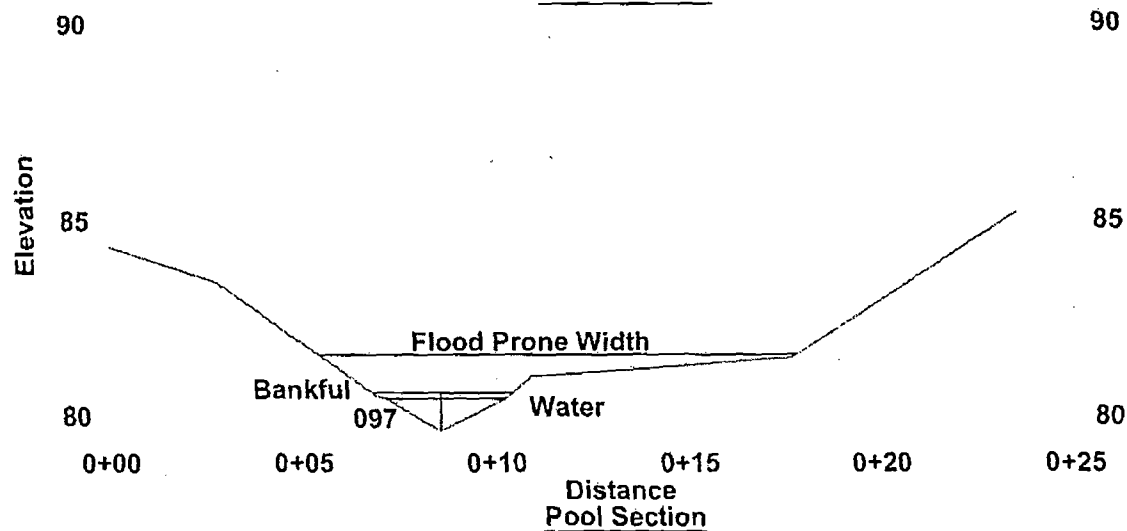 90 90
Elevation
85 85
Flood Prone Width
Bankful
Water
097
80 80
0+00 0+05 0+10 0+15 0+20 0+25
Distance
Pool Section